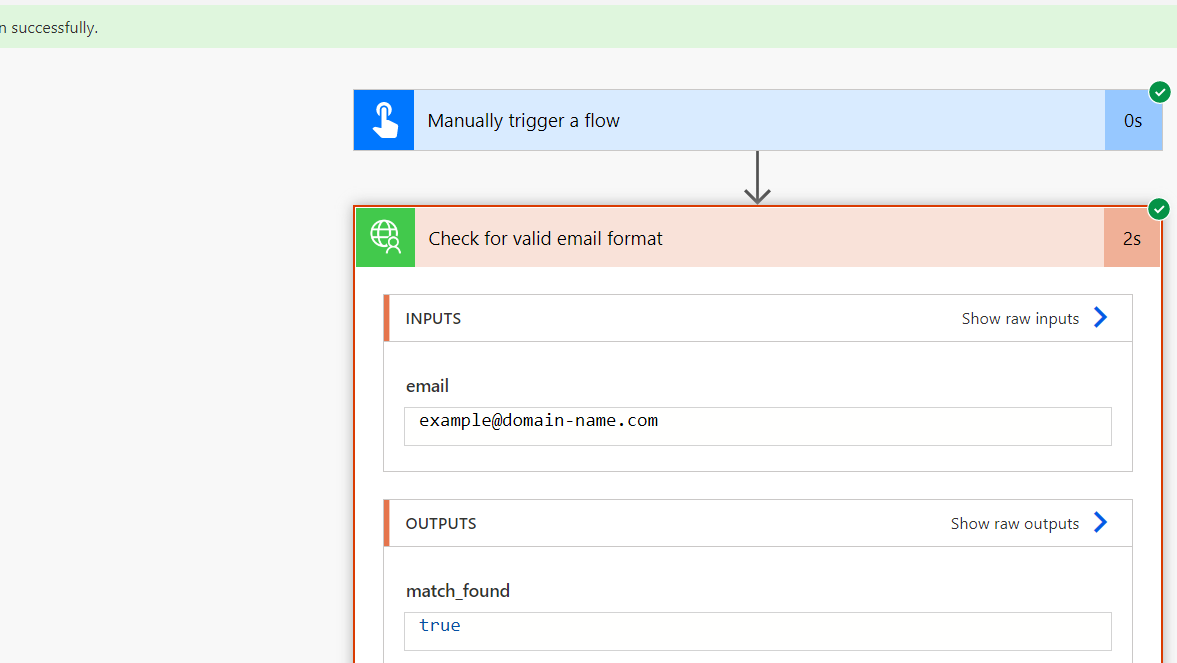 n successfully.
Manually trigger a flow
0s
Check for valid email format
2s
INPUTS
Show raw inputs
email
example@domain-name.com
OUTPUTS
Show raw outputs
match_found
true